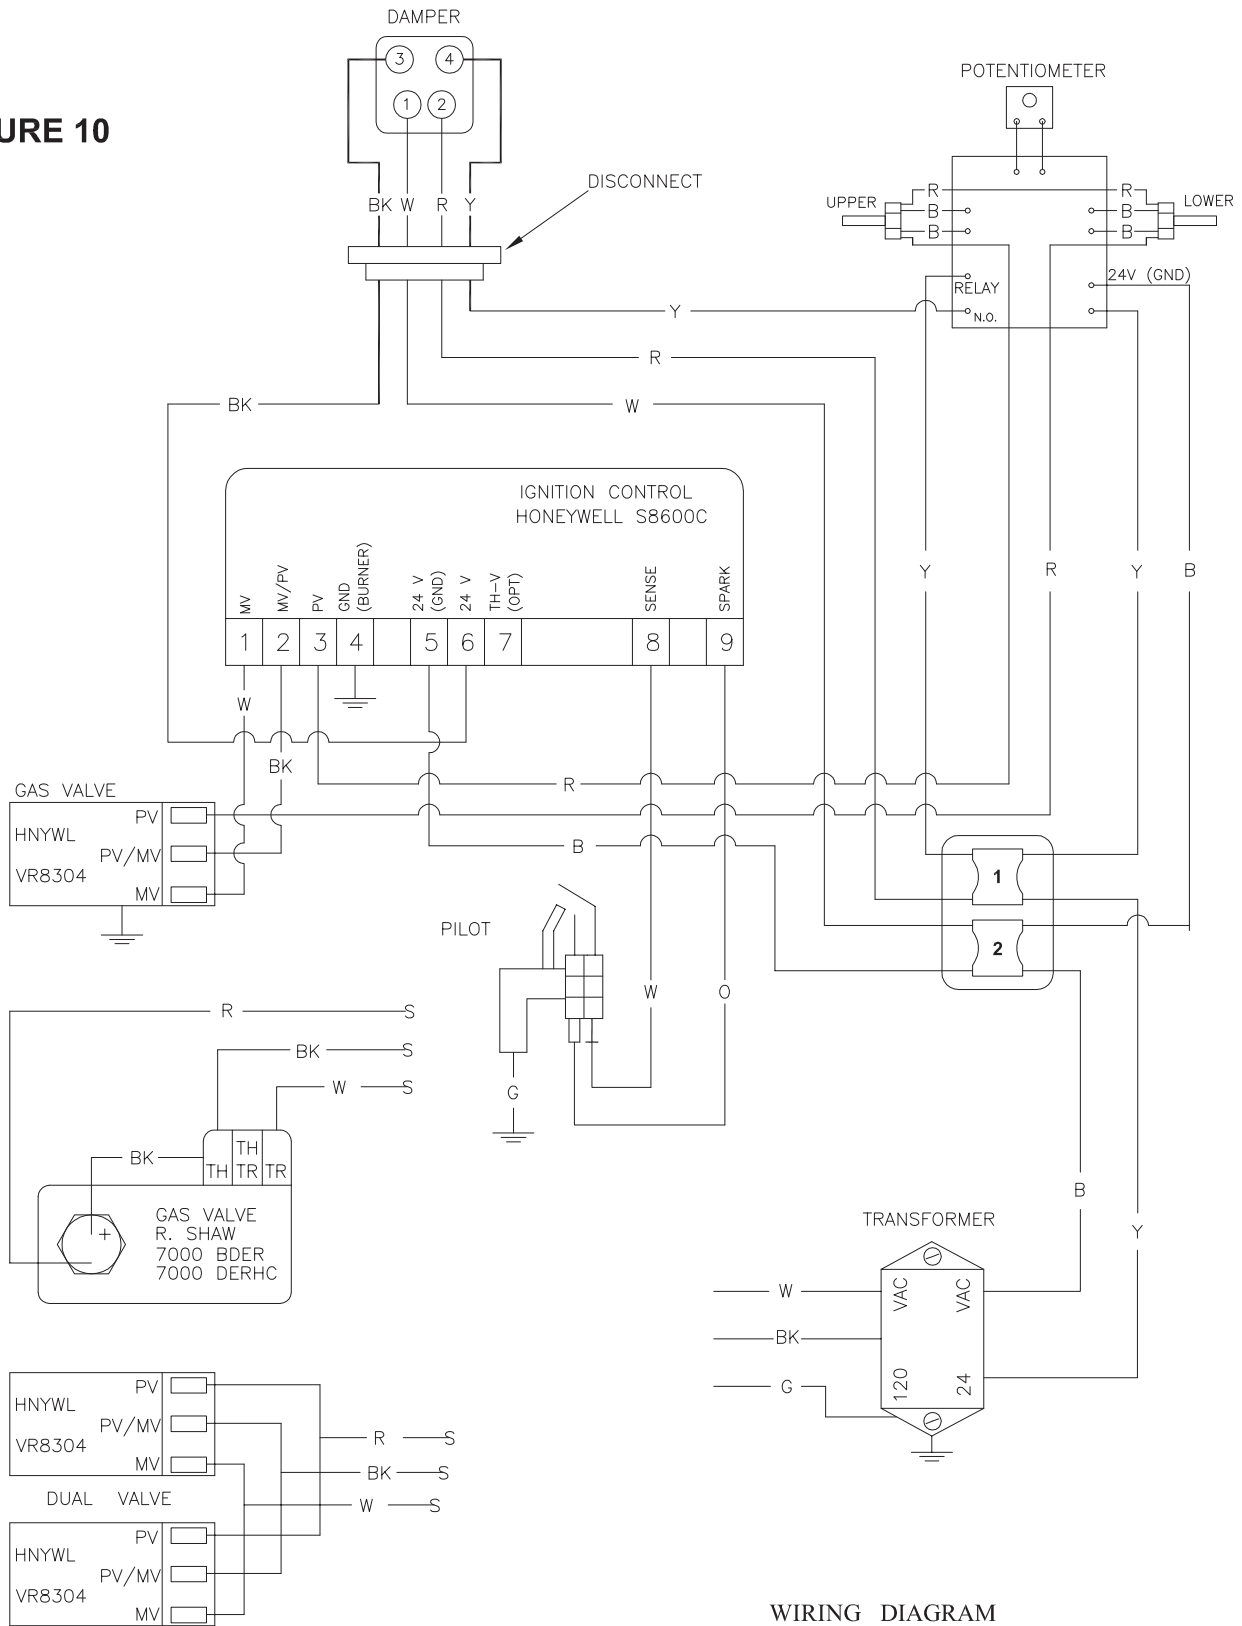 DAMPER
3 4
1 2
URE 10
POTENTIOMETER
DISCONNECT
BK W R Y
UPPER
R
B
B
R
B
B
LOWER
RELAY
N.O.
24V (GND)
Y
R
BK
W
IGNITION CONTROL
HONEYWELL S8600C
MV
MV/PV
PV
GND
(BURNER)
24 V
(GND)
24 V
TH-V
(OPT)
SENSE
SPARK
1 2 3 4 5 6 7 8 9
Y R Y B
W
BK
R
B
GAS VALVE
HNYWL
VR8304
PV
PV/MV
MV
1
2
PILOT
W O
G
R S
BK S
W S
BK
TH
TH
TR
TR
GAS VALVE
R. SHAW
7000 BDER
7000 DERHC
+
B
Y
TRANSFORMER
W
BK
G
120 VAC
24 VAC
HNYWL
VR8304
PV
PV/MV
MV
R S
BK S
W S
DUAL VALVE
HNYWL
VR8304
PV
PV/MV
MV
WIRING DIAGRAM